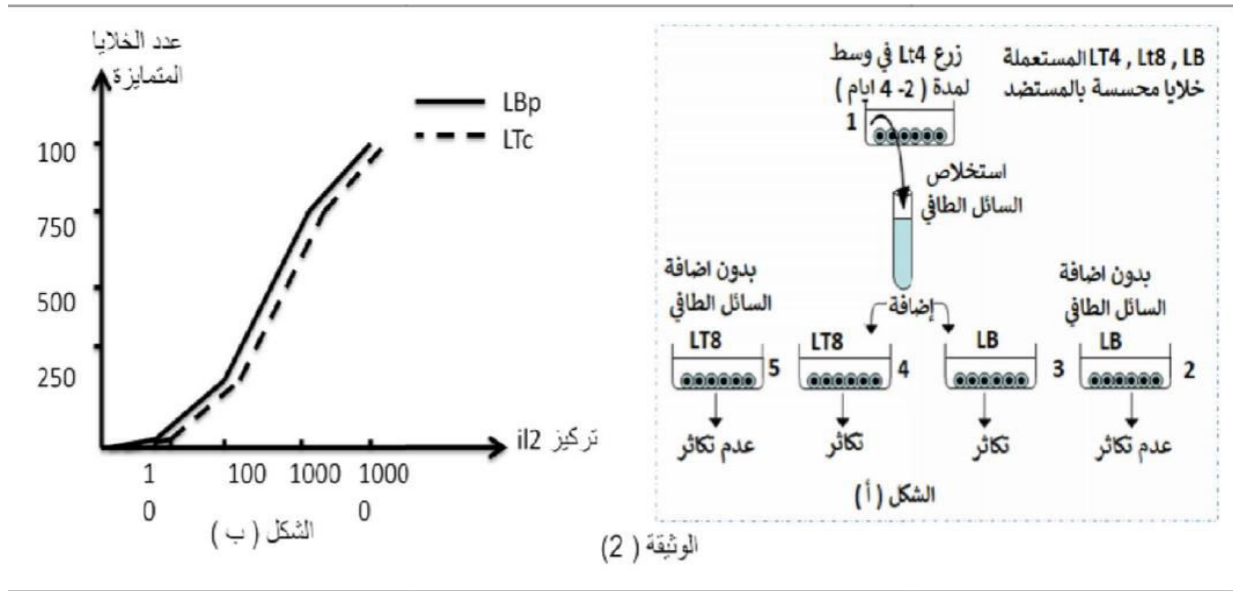 LB , Lt8 , LT4 المستعملة
خلايا محسسة بالمستضد
زرع Lt4 في وسط
لمدة ( 2- 4 ايام )
1
استخلاص
السائل الطافي
بدون اضافة
السائل الطافي
إضافة
بدون اضافة
السائل الطافي
LB
2
LB
3
LT8
4
LT8
5
عدم تكاثر
تكاثر
تكاثر
عدم تكاثر
الشكل ( أ )
عدد الخلايا
المتمايزة
LBp
LTc
100
750
500
250
1 100 1000 1000
0 0
تركيز il2
الشكل ( ب )
الوثيقة ( 2)